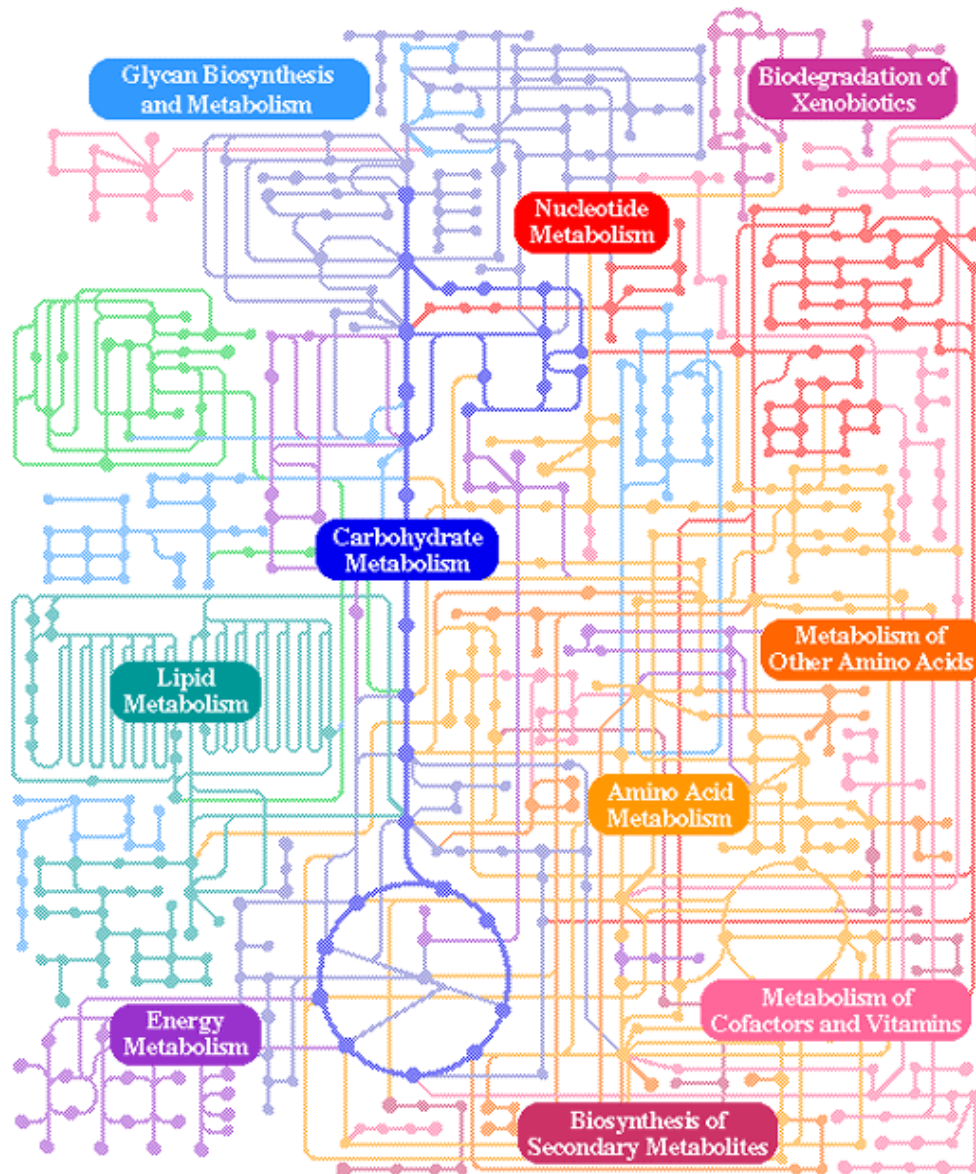 Glycan Biosynthesis
and Metabolism
Biodegradation of
Xenobiotics
Nucleotide
Metabolism
Carbohydrate
Metabolism
Metabolism of
Other Amino Acids
Lipid
Metabolism
Amino Acid
Metabolism
Energy
Metabolism
Metabolism of
Cofactors and Vitamins
Biosynthesis of
Secondary Metabolites